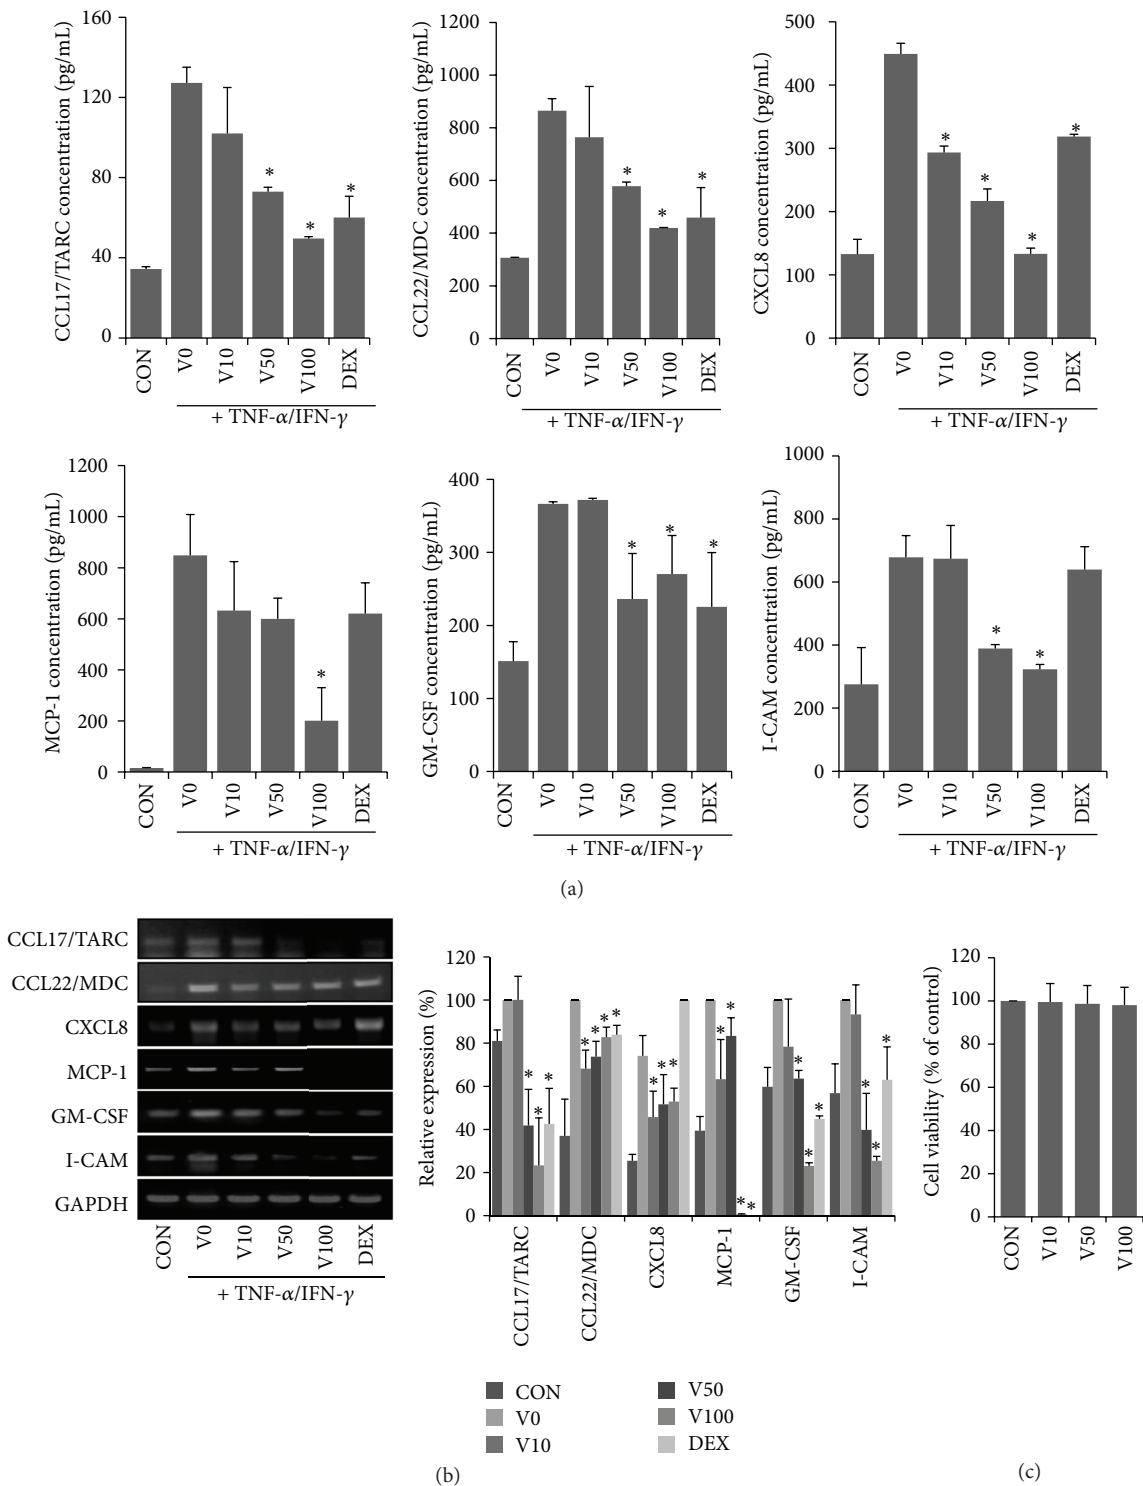 CCL17/TARC concentration (pg/mL)
160
120
80
40
0
* * *
CON V0 V10 V50 V100 DEX
+ TNF-α/IFN-γ
CCL22/MDC concentration (pg/mL)
1200
1000
800
600
400
200
0
* * *
CON V0 V10 V50 V100 DEX
+ TNF-α/IFN-γ
CXCL8 concentration (pg/mL)
500
400
300
200
100
0
* * * *
CON V0 V10 V50 V100 DEX
+ TNF-α/IFN-γ
MCP-1 concentration (pg/mL)
1200
1000
800
600
400
200
0
*
CON V0 V10 V50 V100 DEX
+ TNF-α/IFN-γ
GM-CSF concentration (pg/mL)
400
300
200
100
0
* * *
CON V0 V10 V50 V100 DEX
+ TNF-α/IFN-γ
I-CAM concentration (pg/mL)
1000
800
600
400
200
0
* *
CON V0 V10 V50 V100 DEX
+ TNF-α/IFN-γ
(a)
CCL17/TARC
CCL22/MDC
CXCL8
MCP-1
GM-CSF
I-CAM
GAPDH
CON V0 V10 V50 V100 DEX
+ TNF-α/IFN-γ
Relative expression (%)
120
100
80
60
40
20
0
* * * * * * * * * * * * * * * * * * * *
CCL17/TARC CCL22/MDC CXCL8 MCP-1 GM-CSF I-CAM
CON
V0
V10
V50
V100
DEX
(b)
Cell viability (% of control)
120
100
80
60
40
20
0
CON V10 V50 V100
(c)